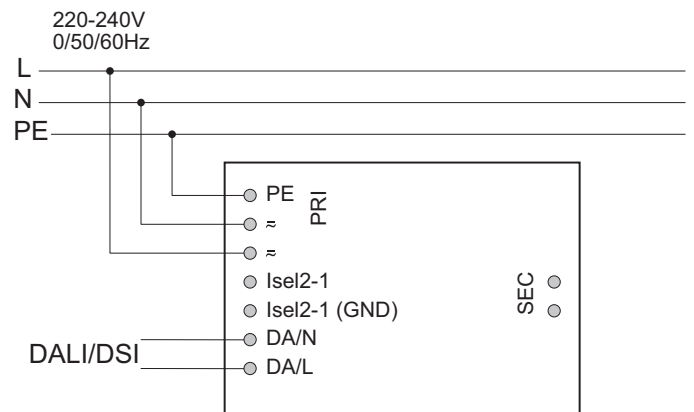 220-240V
0/50/60Hz
L
N
PE
PE
PRI
≂
≂
Isel2-1
SEC
Isel2-1 (GND)
DA/N
DALI/DSI
DA/L